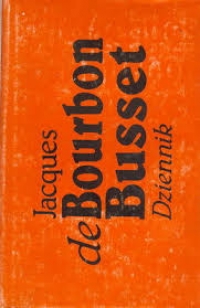 Jacques
de Bourbon
Busset
Dziennik